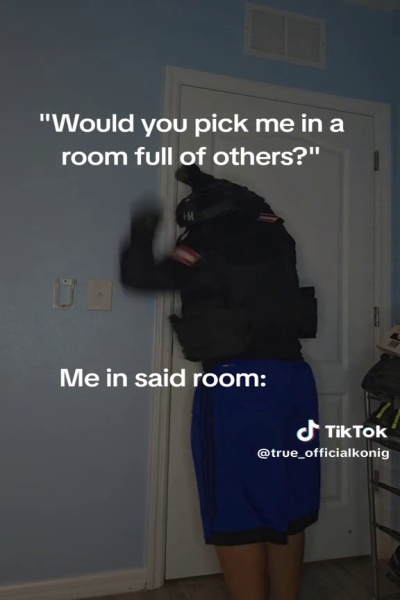 "Would you pick me in a
room full of others?"
Me in said room:
TikTok
@true_officialkonig